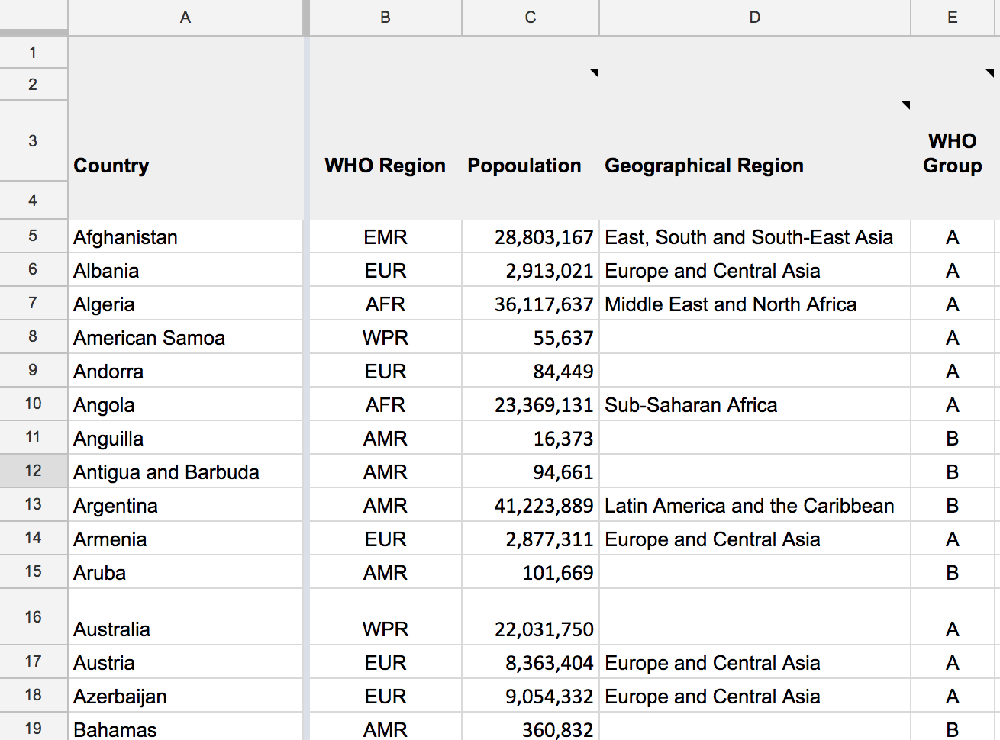 A B C D E
1
2
3 WHO
Country WHO Region Popoulation Geographical Region Group
4
5 Afghanistan EMR 28,803,167 East, South and South-East Asia A
6 Albania EUR 2,913,021 Europe and Central Asia A
7 Algeria AFR 36,117,637 Middle East and North Africa A
8 American Samoa WPR 55,637 A
9 Andorra EUR 84,449 A
10 Angola AFR 23,369,131 Sub-Saharan Africa A
11 Anguilla AMR 16,373 B
12 Antigua and Barbuda AMR 94,661 B
13 Argentina AMR 41,223,889 Latin America and the Caribbean B
14 Armenia EUR 2,877,311 Europe and Central Asia A
15 Aruba AMR 101,669 B
16 Australia WPR 22,031,750 A
17 Austria EUR 8,363,404 Europe and Central Asia A
18 Azerbaijan EUR 9,054,332 Europe and Central Asia A
19 Bahamas AMR 360,832 B